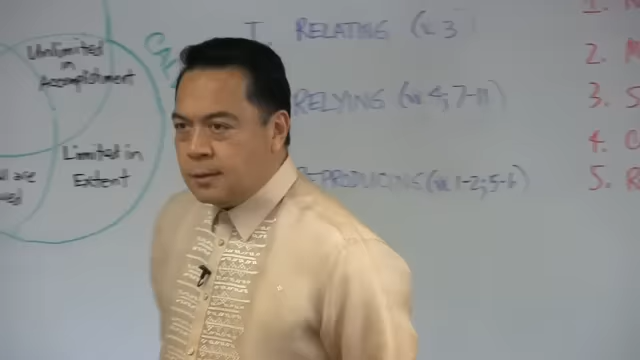 Unlimited
in
Accomplishment
Limited in
Extent
I. RELATING (v. 3
RELYING (vv. 4; 7-11)
REPRODUCING (vv. 1-2; 5-6)
1.
2.
3. S
4. C
5. R